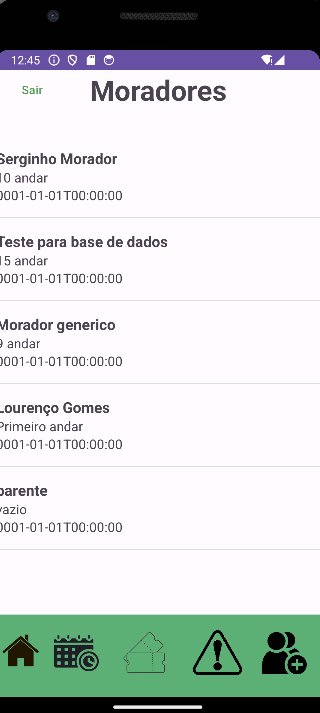 12:45
Sair
Moradores
Serginho Morador
10 andar
0001-01-01T00:00:00
Teste para base de dados
15 andar
0001-01-01T00:00:00
Morador generico
9 andar
0001-01-01T00:00:00
Lourenço Gomes
Primeiro andar
0001-01-01T00:00:00
parente
vazio
0001-01-01T00:00:00